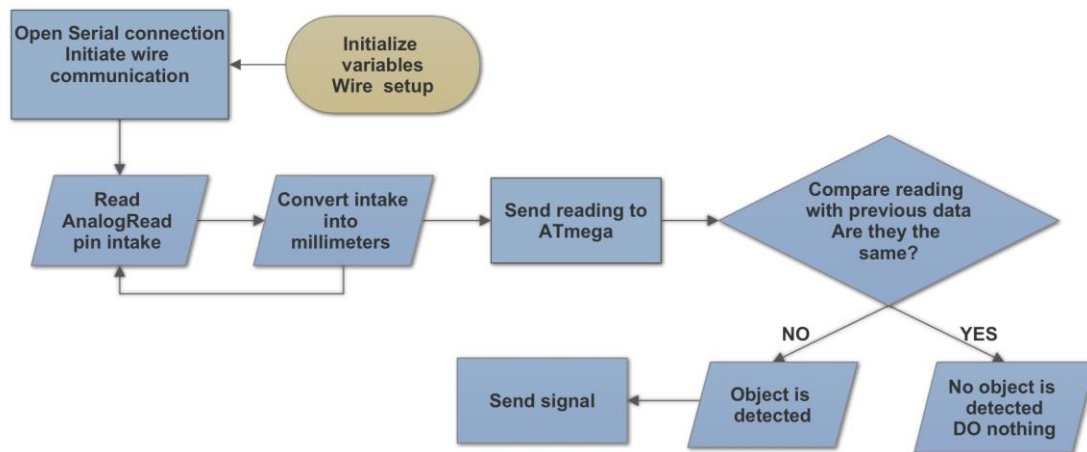 Open Serial connection
Initiate wire
communication
Initialize
variables
Wire setup
Read
AnalogRead
pin intake
Convert intake
into
millimeters
Send reading to
ATmega
Compare reading
with previous data
Are they the
same?
NO
YES
Send signal
Object is
detected
No object is
detected
DO nothing